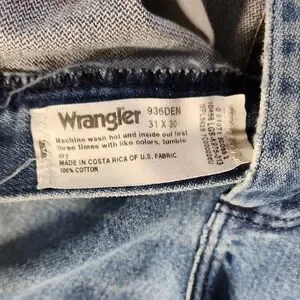 Wrangler 936DEN
31 X 30
Machine wash hot and inside out first
three times with like colors, tumble
dry
MADE IN COSTA RICA OF U.S. FABRIC
100% COTTON